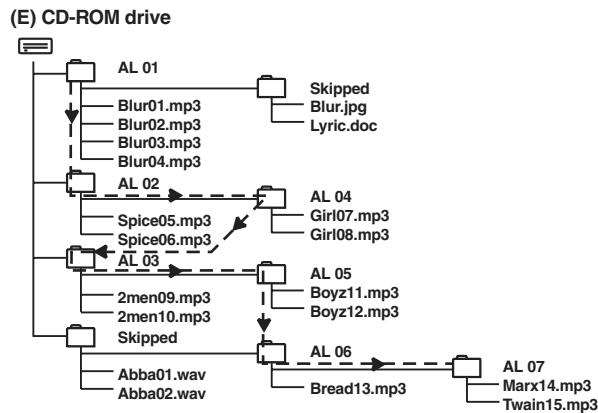 (E) CD-ROM drive
AL 01
Skipped
Blur.jpg
Lyric.doc
Blur01.mp3
Blur02.mp3
Blur03.mp3
Blur04.mp3
AL 02
AL 04
Girl07.mp3
Girl08.mp3
Spice05.mp3
Spice06.mp3
AL 03
AL 05
Boyz11.mp3
Boyz12.mp3
2men09.mp3
2men10.mp3
Skipped
AL 06
Bread13.mp3
AL 07
Marx14.mp3
Twain15.mp3
Abba01.wav
Abba02.wav